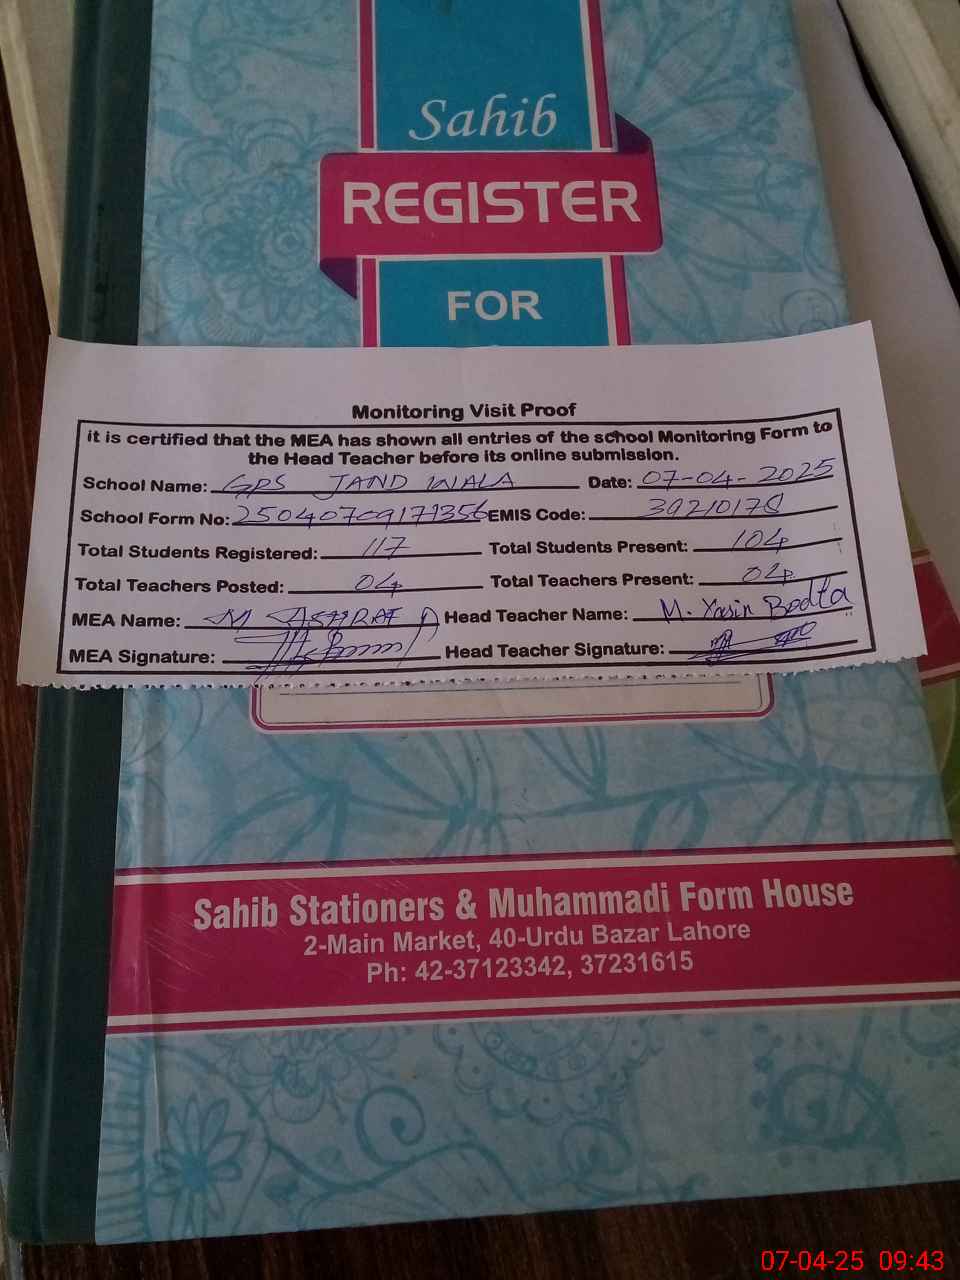 Sahib
REGISTER
FOR
Monitoring Visit Proof
it is certified that the MEA has shown all entries of the school Monitoring Form to
the Head Teacher before its online submission.
School Name: GPS JAND WALA Date: 07-04-2025
School Form No: 25040709171356 EMIS Code: 39210178
Total Students Registered: 117 Total Students Present: 104
Total Teachers Posted: 04 Total Teachers Present: 04
MEA Name: M ASHRAF Head Teacher Name: M. Yasin Bodla
MEA Signature: Head Teacher Signature:
Sahib Stationers & Muhammadi Form House
2-Main Market, 40-Urdu Bazar Lahore
Ph: 42-37123342, 37231615
07-04-25 09:43